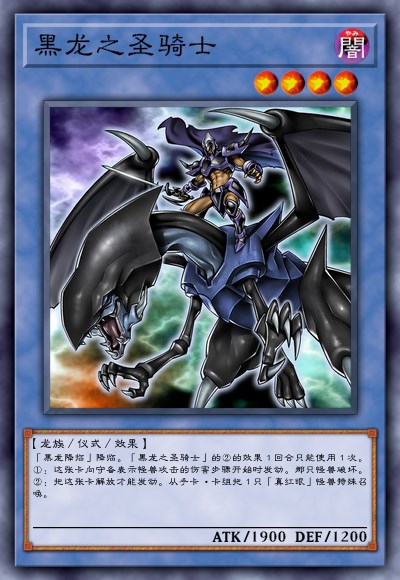 黑龙之圣骑士
闇
やみ
【龙族／仪式／效果】
「黑龙降临」降临。「黑龙之圣骑士」的②的效果１回合只能使用１次。
①：这张卡向守备表示怪兽攻击的伤害步骤开始时发动。那只怪兽破坏。
②：把这张卡解放才能发动。从手卡・卡组把１只「真红眼」怪兽特殊召
唤。
ATK/1900 DEF/1200